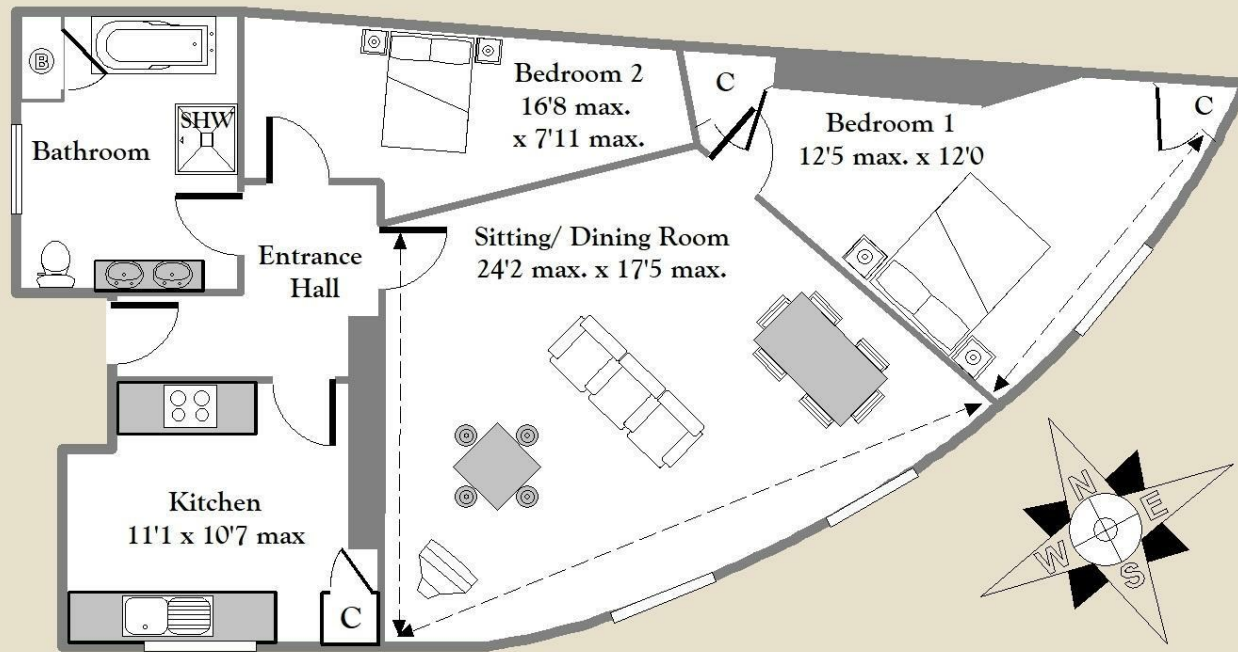 B
SHW
Bathroom
Bedroom 2
16'8 max.
x 7'11 max.
C
Bedroom 1
12'5 max. x 12'0
C
Entrance
Hall
Sitting/ Dining Room
24'2 max. x 17'5 max.
Kitchen
11'1 x 10'7 max
C
N
E
W
S